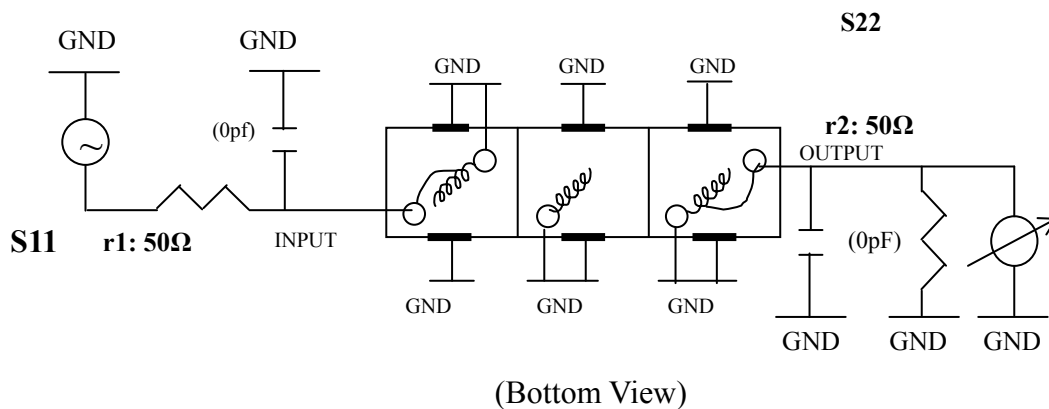 S22
GND
GND
GND
GND
GND
(0pf)
r2: 50Ω
OUTPUT
S11
r1: 50Ω
INPUT
(0pF)
GND
GND
GND
GND
GND
GND
(Bottom View)